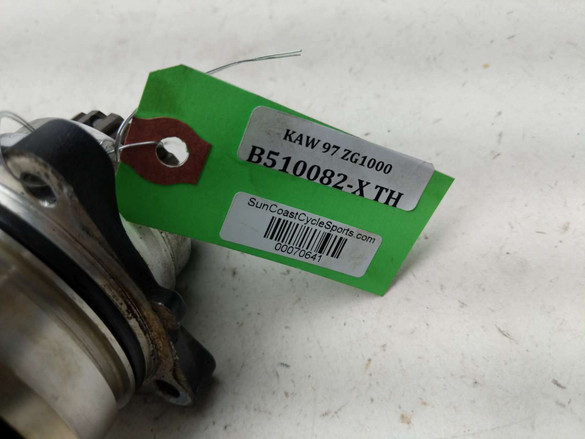 KAW 97 ZG1000
B510082-X TH
SunCoastCycleSports.com
00070641